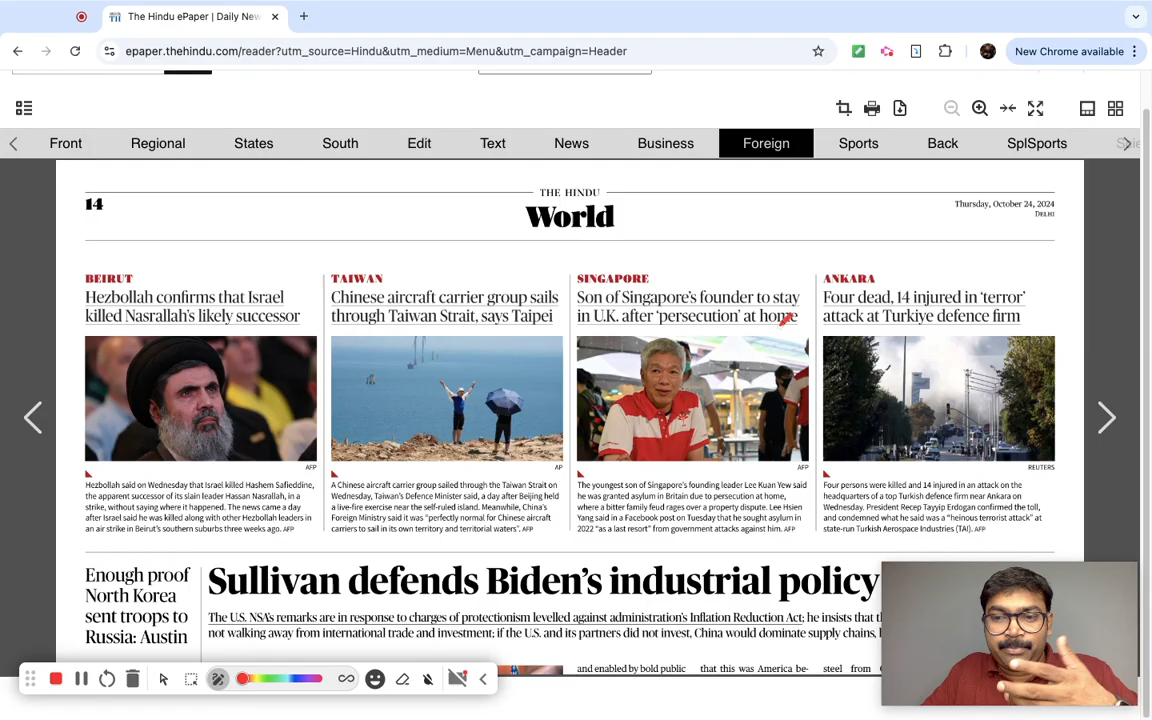 The Hindu ePaper | Daily New
epaper.thehindu.com/reader?utm_source=Hindu&utm_medium=Menu&utm_campaign=Header
New Chrome available
Front Regional States South Edit Text News Business Foreign Sports Back SplSports
THE HINDU
14
World
Thursday, October 24, 2024
DELHI
BEIRUT
Hezbollah confirms that Israel
killed Nasrallah's likely successor
AFP
Hezbollah said on Wednesday that Israel killed Hashem Safieddine,
the apparent successor of its slain leader Hassan Nasrallah, in a
strike, without saying where it happened. The news came a day
after Israel said he was killed along with other Hezbollah leaders in
an air strike in Beirut's southern suburbs three weeks ago. AFP
TAIWAN
Chinese aircraft carrier group sails
through Taiwan Strait, says Taipei
AP
A Chinese aircraft carrier group sailed through the Taiwan Strait on
Wednesday, Taiwan's Defence Minister said, a day after Beijing held
a live-fire exercise near the self-ruled island. Meanwhile, China's
Foreign Ministry said it was "perfectly normal for Chinese aircraft
carriers to sail in its own territory and territorial waters". AFP
SINGAPORE
Son of Singapore's founder to stay
in U.K. after 'persecution' at home
AFP
The youngest son of Singapore's founding leader Lee Kuan Yew said
he was granted asylum in Britain due to persecution at home,
where a bitter family feud rages over a property dispute. Lee Hsien
Yang said in a Facebook post on Tuesday that he sought asylum in
2022 "as a last resort" from government attacks against him. AFP
ANKARA
Four dead, 14 injured in 'terror'
attack at Turkiye defence firm
REUTERS
Four persons were killed and 14 injured in an attack on the
headquarters of a top Turkish defence firm near Ankara on
Wednesday. President Recep Tayyip Erdogan confirmed the toll,
and condemned what he said was a "heinous terrorist attack" at
state-run Turkish Aerospace Industries (TAI). AFP
Enough proof
North Korea
sent troops to
Russia: Austin
Sullivan defends Biden's industrial policy
The U.S. NSA's remarks are in response to charges of protectionism levelled against administration's Inflation Reduction Act; he insists that
not walking away from international trade and investment; if the U.S. and its partners did not invest, China would dominate supply chains,
and enabled by bold public
that this was America be-
steel from